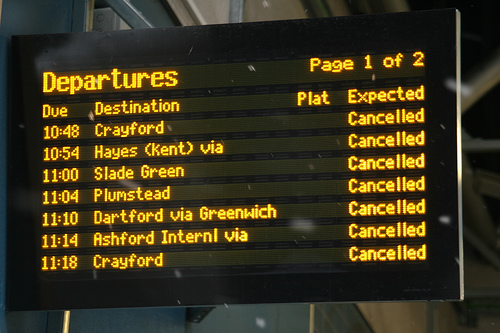 Departures Page 1 of 2
Due Destination Plat Expected
10:48 Crayford Cancelled
10:54 Hayes (Kent) via Cancelled
11:00 Slade Green Cancelled
11:04 Plumstead Cancelled
11:10 Dartford via Greenwich Cancelled
11:14 Ashford Internl via Cancelled
11:18 Crayford Cancelled